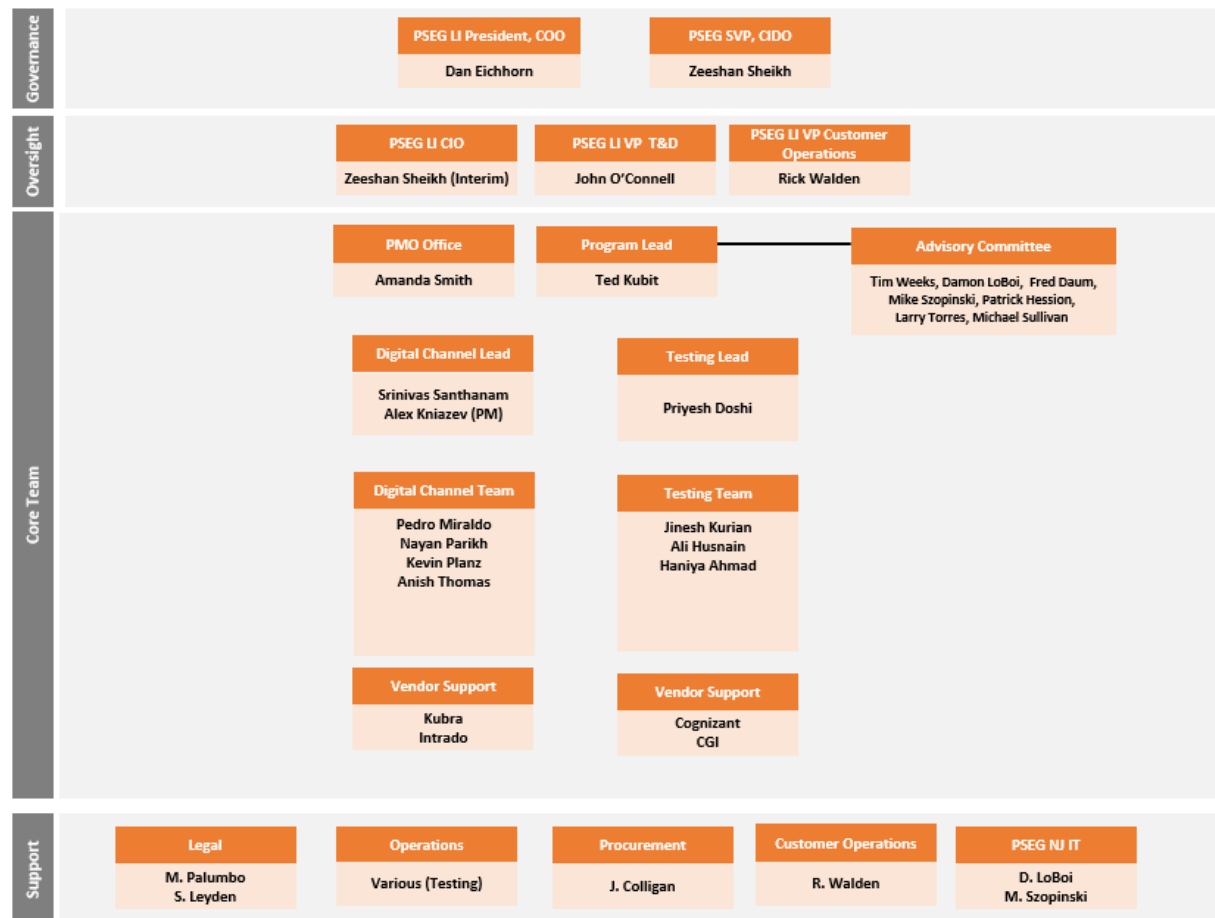 Governance
PSEG LI President, COO
Dan Eichhorn
PSEG SVP, CIDO
Zeeshan Sheikh
Oversight
PSEG LI CIO
Zeeshan Sheikh (Interim)
PSEG LI VP T&D
John O'Connell
PSEG LI VP Customer
Operations
Rick Walden
Core Team
PMO Office
Amanda Smith
Program Lead
Ted Kubit
Advisory Committee
Tim Weeks, Damon LoBoi, Fred Daum,
Mike Szopinski, Patrick Hession,
Larry Torres, Michael Sullivan
Digital Channel Lead
Srinivas Santhanam
Alex Kniazev (PM)
Testing Lead
Priyesh Doshi
Digital Channel Team
Pedro Miraldo
Nayan Parikh
Kevin Planz
Anish Thomas
Testing Team
Jinesh Kurian
Ali Husnain
Haniya Ahmad
Vendor Support
Kubra
Intrado
Vendor Support
Cognizant
CGI
Support
Legal
M. Palumbo
S. Leyden
Operations
Various (Testing)
Procurement
J. Colligan
Customer Operations
R. Walden
PSEG NJ IT
D. LoBoi
M. Szopinski